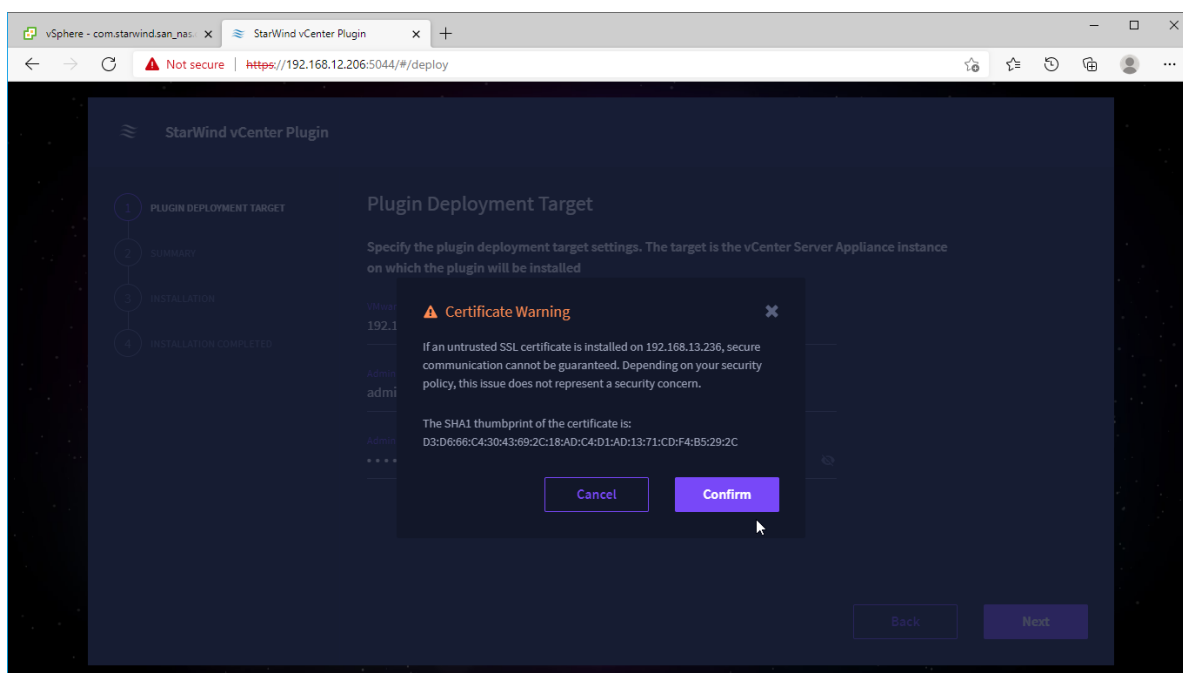 vSphere - com.starwind.san_nas.
StarWind vCenter Plugin
Not secure
https://192.168.12.206:5044/#/deploy
StarWind vCenter Plugin
1 PLUGIN DEPLOYMENT TARGET
2 SUMMARY
3 INSTALLATION
4 INSTALLATION COMPLETED
Plugin Deployment Target
Specify the plugin deployment target settings. The target is the vCenter Server Appliance instance
on which the plugin will be installed
192.1
admi
Certificate Warning
If an untrusted SSL certificate is installed on 192.168.13.236, secure
communication cannot be guaranteed. Depending on your security
policy, this issue does not represent a security concern.
The SHA1 thumbprint of the certificate is:
D3:D6:66:C4:30:43:69:2C:18:AD:C4:D1:AD:13:71:CD:F4:B5:29:2C
Cancel
Confirm
Back
Next